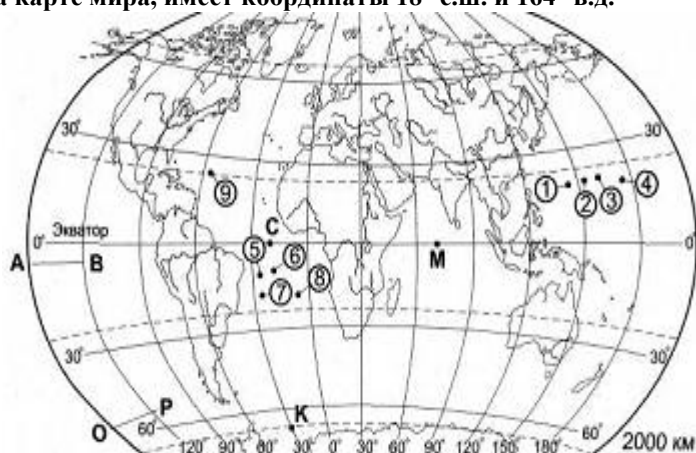 на карте мира, имеет координаты 18° с.ш. и 164° в.д.
30° 30°
1 2 3 4
9
С
0° Экватор 0°
А В 5 6 М
7 8
30° 30°
Р К
О 60° 60°
120° 90° 60° 30° 0° 30° 60° 90° 120° 150° 180° 2000 км